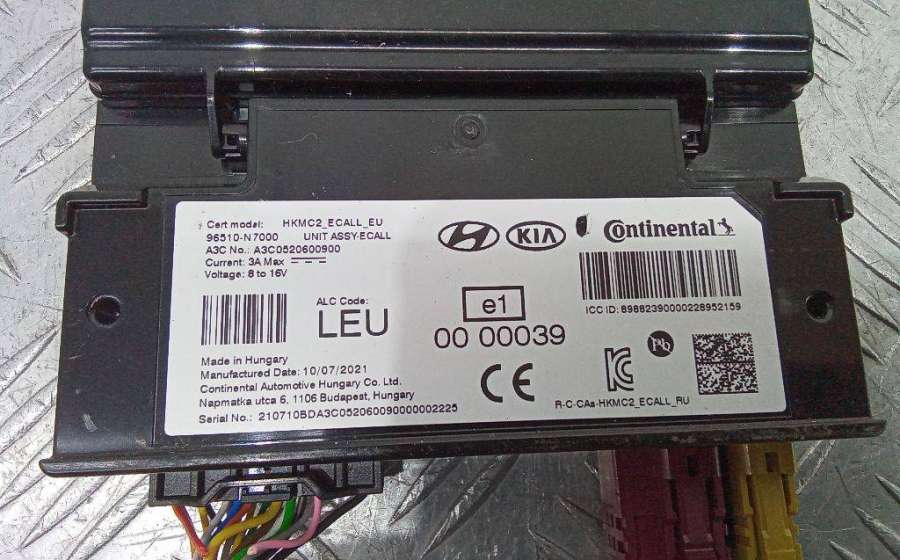 Cert model: HKMC2_ECALL_EU
96510-N7000 UNIT ASSY-ECALL
A3C No.: A3C0520600900
Current: 3A Max
Voltage: 8 to 16V
KIA
Continental
ICC ID: 89882390000228952159
ALC Code:
LEU
e1
00 00039
Made in Hungary
Manufactured Date: 10/07/2021
Continental Automotive Hungary Co. Ltd.
Napmatka utca 6, 1106 Budapest, Hungary
Serial No.: 210710BDA3C052060090000002225
CE
Pb
R-C-CAs-HKMC2_ECALL_RU